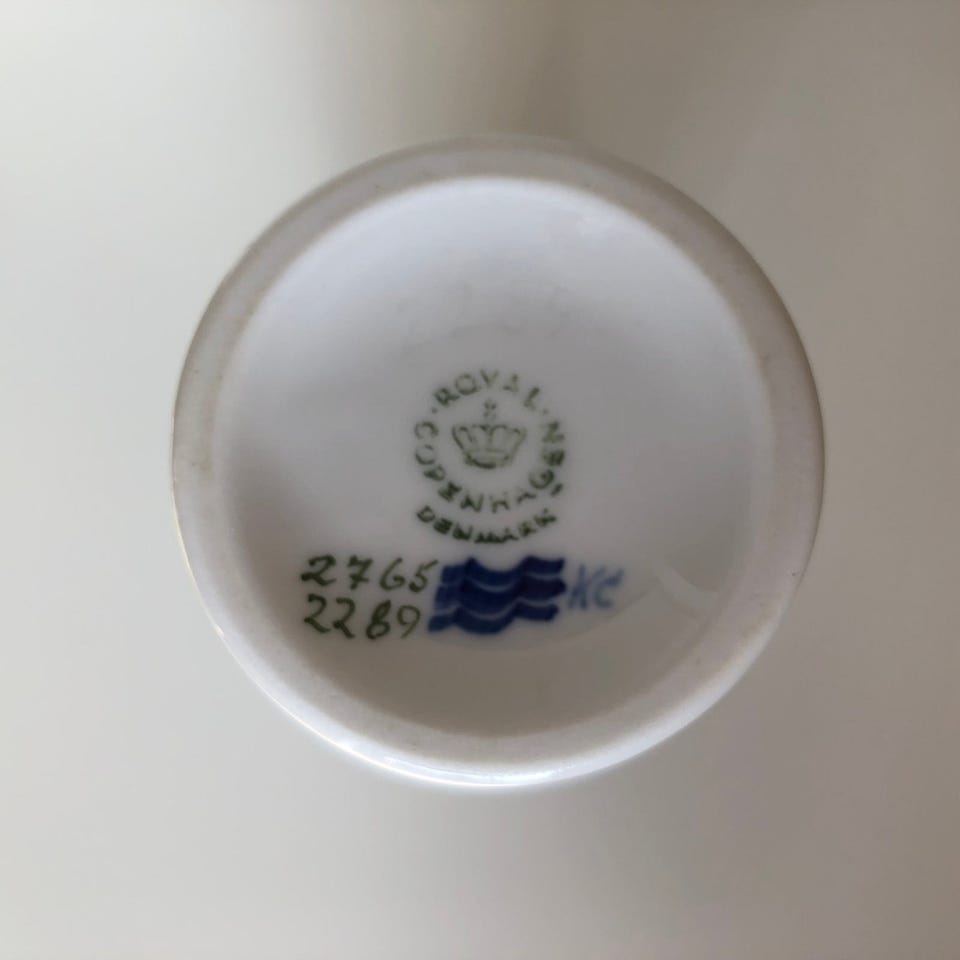 ROYAL
COPENHAGEN
DENMARK
2765
2289
KC